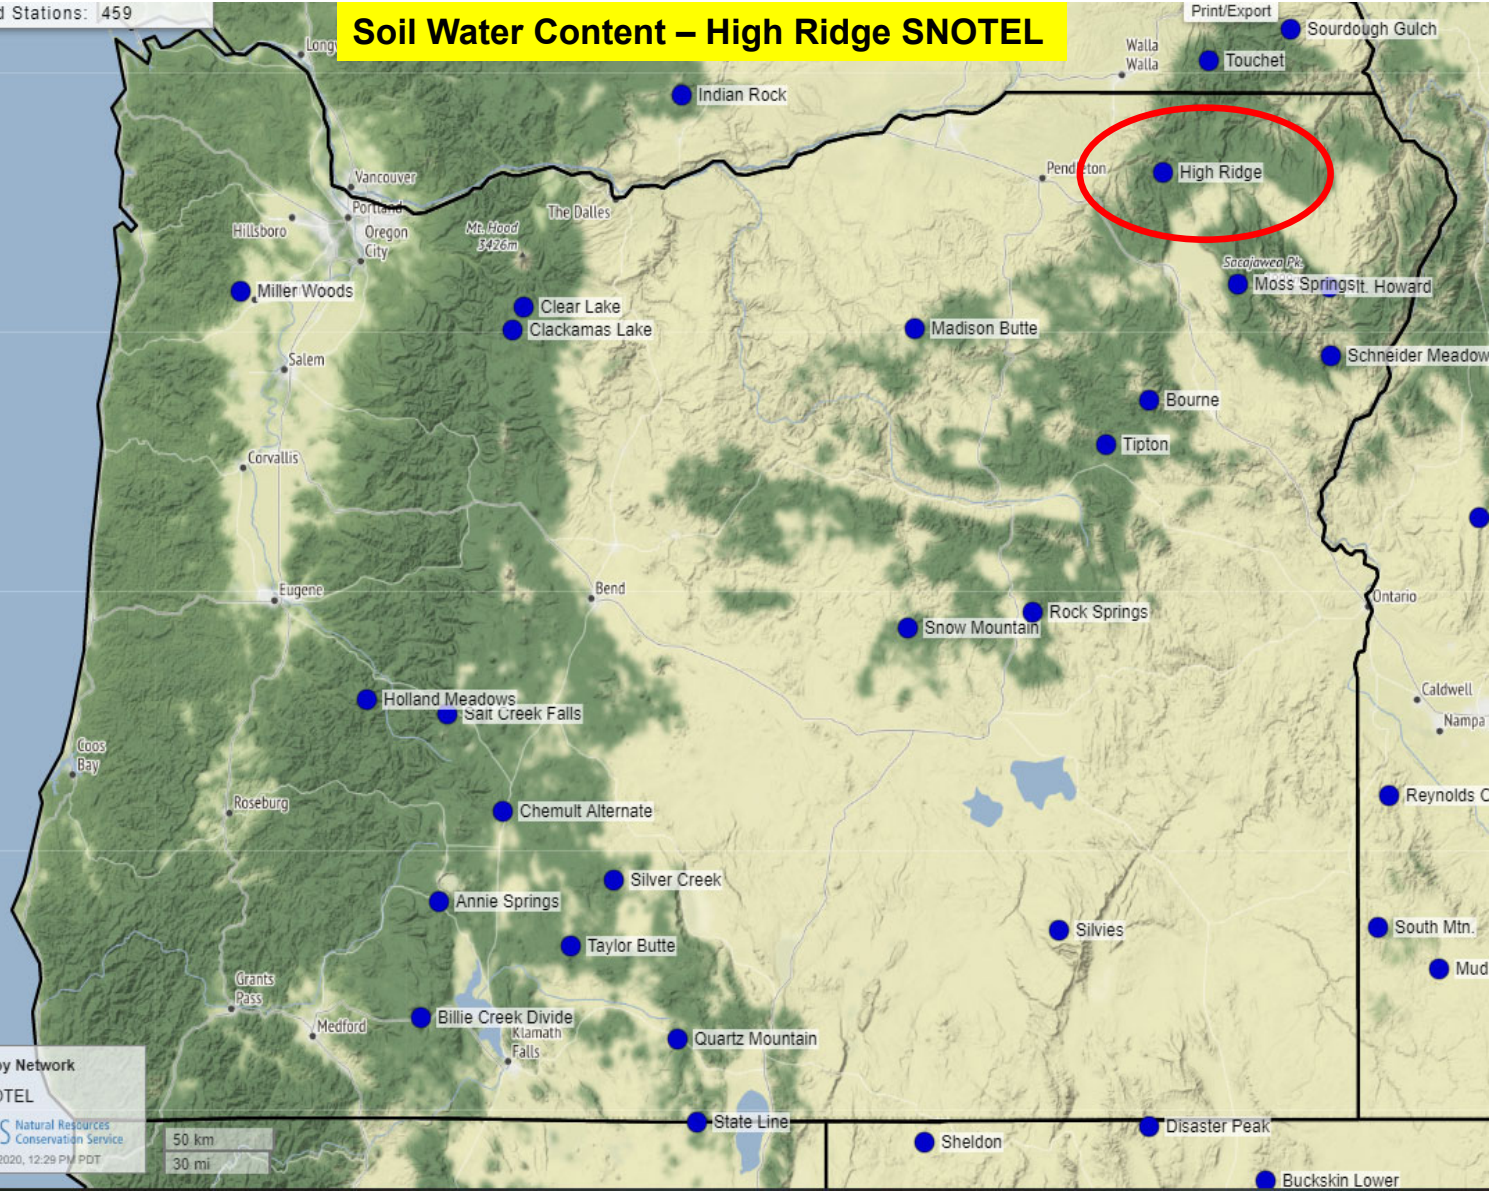 d Stations: 459
Soil Water Content – High Ridge SNOTEL
Print/Export
Sourdough Gulch
Walla
Walla
Touchet
Indian Rock
Pendleton
High Ridge
Vancouver
Portland
Hillsboro
Oregon
City
Mt. Hood
3426m
The Dalles
Sacajawea Pk.
Miller Woods
Moss Springs
t. Howard
Clear Lake
Clackamas Lake
Madison Butte
Salem
Schneider Meadow
Bourne
Tipton
Corvallis
Eugene
Bend
Ontario
Rock Springs
Snow Mountain
Holland Meadows
Salt Creek Falls
Caldwell
Nampa
Coos
Bay
Roseburg
Chemult Alternate
Reynolds C
Silver Creek
Annie Springs
Silvies
South Mtn.
Taylor Butte
Mud
Grants
Pass
Medford
Billie Creek Divide
Klamath
Falls
Quartz Mountain
by Network
OTEL
S Natural Resources
Conservation Service
2020, 12:29 PM PDT
50 km
30 mi
State Line
Sheldon
Disaster Peak
Buckskin Lower